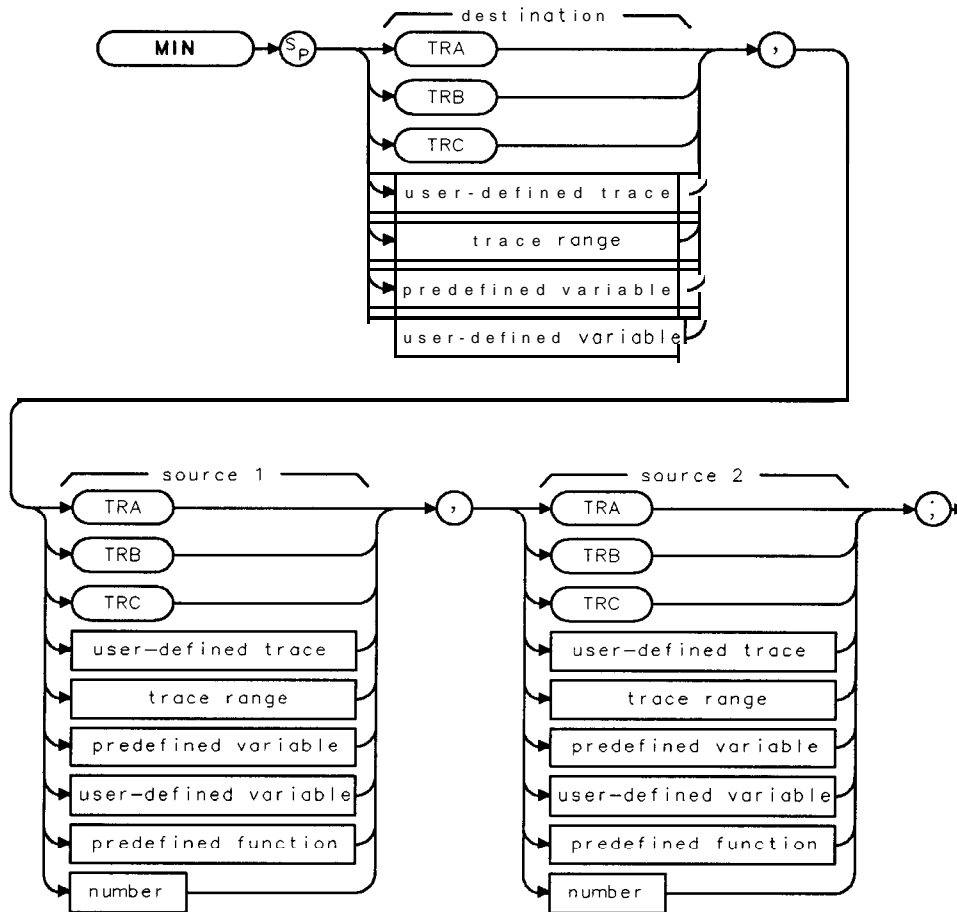 destination
MIN SP TRA ,
TRB
TRC
user-defined trace
trace range
predefined variable
user-defined variable
source 1
TRA ,
TRB
TRC
user-defined trace
trace range
predefined variable
user-defined variable
predefined function
number
source 2
TRA ;
TRB
TRC
user-defined trace
trace range
predefined variable
user-defined variable
predefined function
number